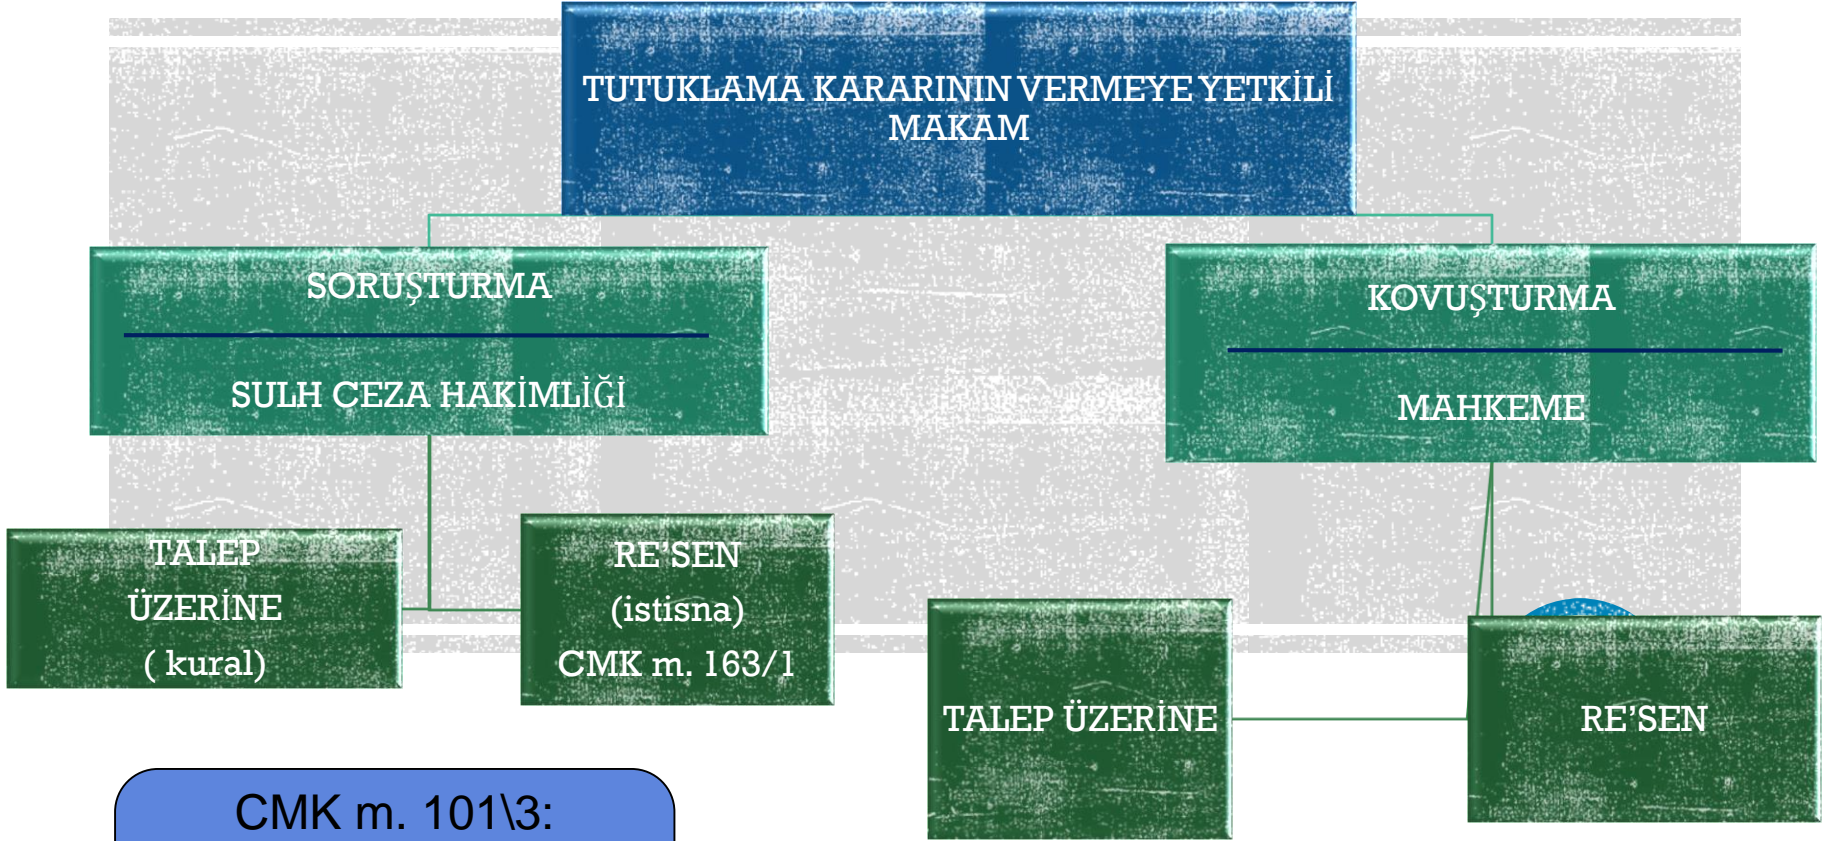 TUTUKLAMA KARARININ VERMEYE YETKİLİ
MAKAM
SORUŞTURMA
SULH CEZA HAKİMLİĞİ
KOVUŞTURMA
MAHKEME
TALEP
ÜZERİNE
( kural)
RE’SEN
(istisna)
CMK m. 163/1
TALEP ÜZERİNE
RE’SEN
CMK m. 101\3: